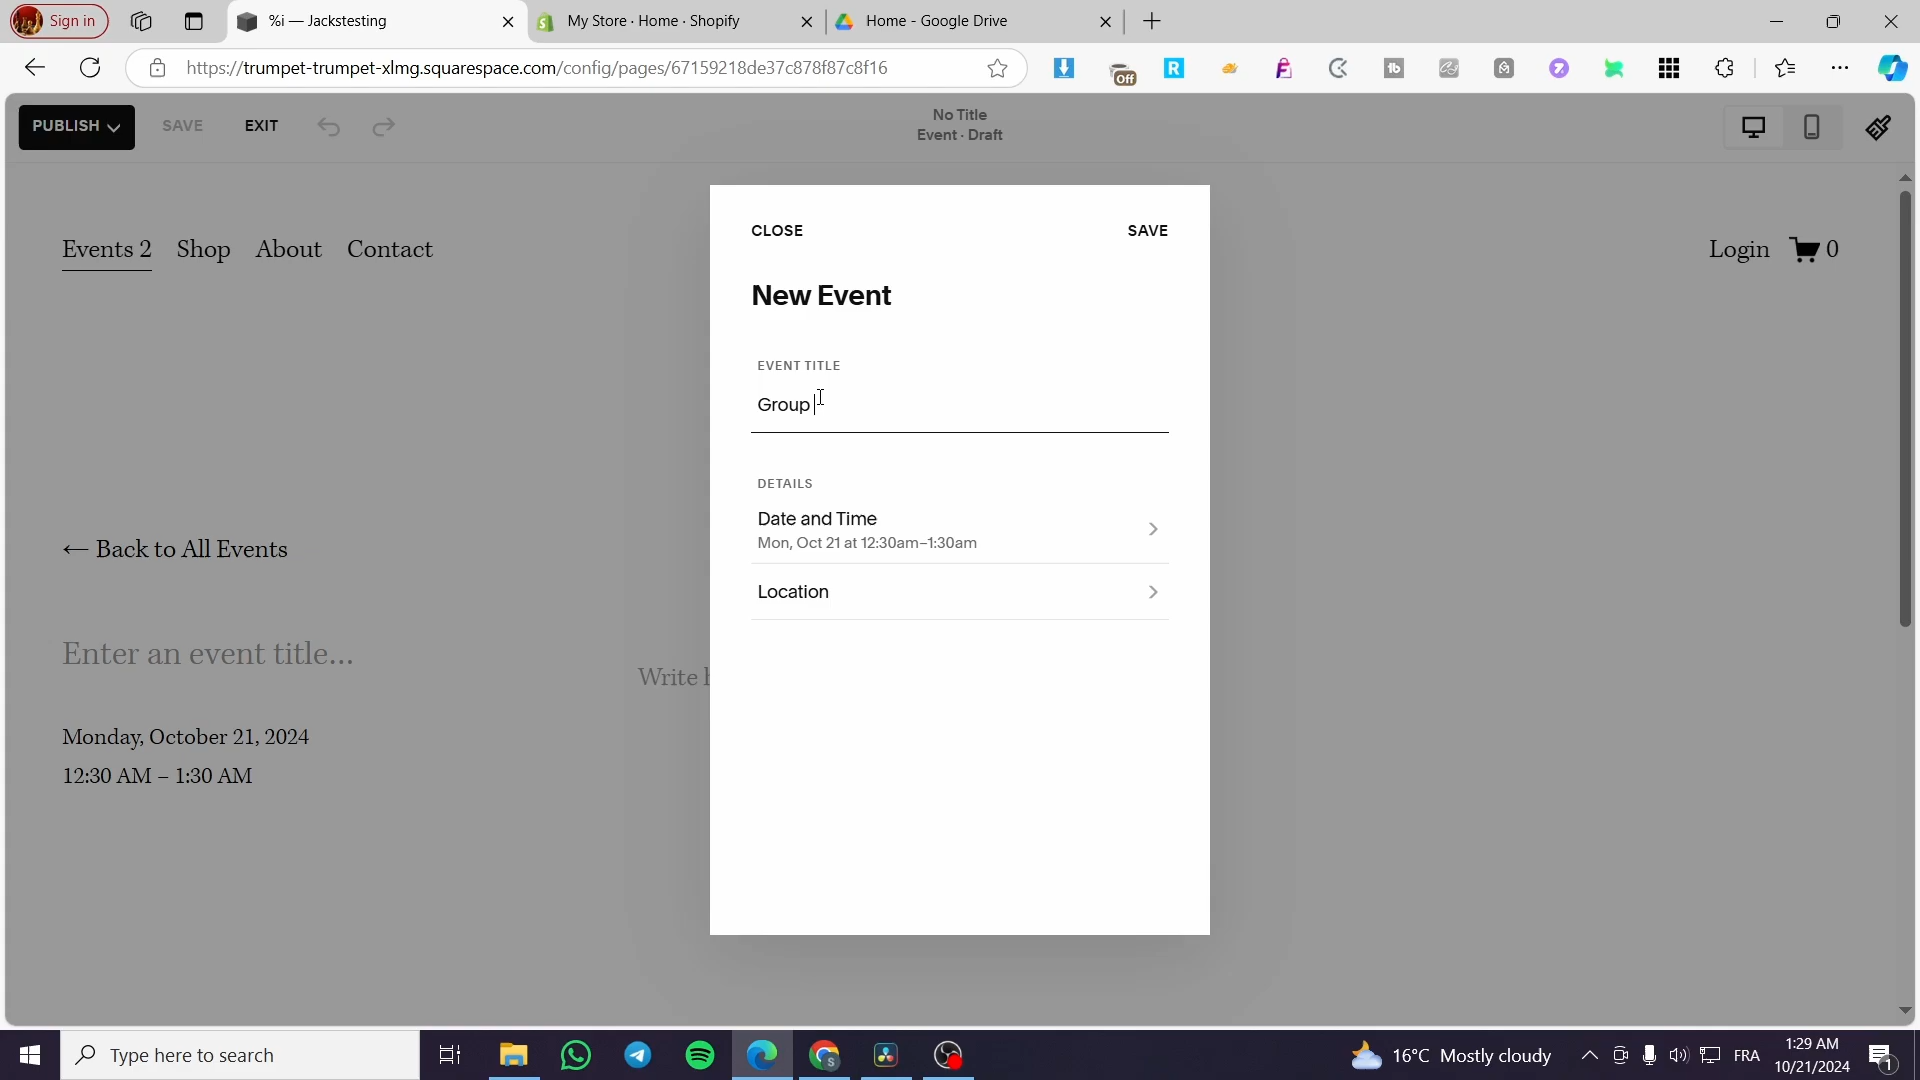 Sign in
%i — Jackstesting
My Store · Home · Shopify
Home - Google Drive
https://trumpet-trumpet-xlmg.squarespace.com/config/pages/67159218de37c878f87c8f16
Off
PUBLISH
SAVE
EXIT
No Title
Event · Draft
Events 2
Shop
About
Contact
Login
0
CLOSE
SAVE
New Event
EVENT TITLE
Group
DETAILS
Date and Time
Mon, Oct 21 at 12:30am–1:30am
Location
← Back to All Events
Enter an event title...
Write
Monday, October 21, 2024
12:30 AM – 1:30 AM
Type here to search
16°C Mostly cloudy
FRA
1:29 AM
10/21/2024
1